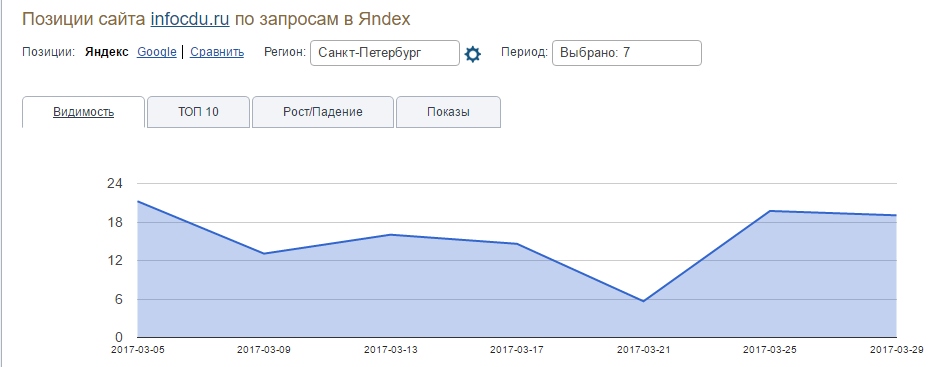 Позиции сайта infocdu.ru по запросам в Яndex
Позиции: Яндекс Google | Сравнить Регион: Санкт-Петербург Период: Выбрано: 7
Видимость ТОП 10 Рост/Падение Показы
24
18
12
6
0
2017-03-05 2017-03-09 2017-03-13 2017-03-17 2017-03-21 2017-03-25 2017-03-29